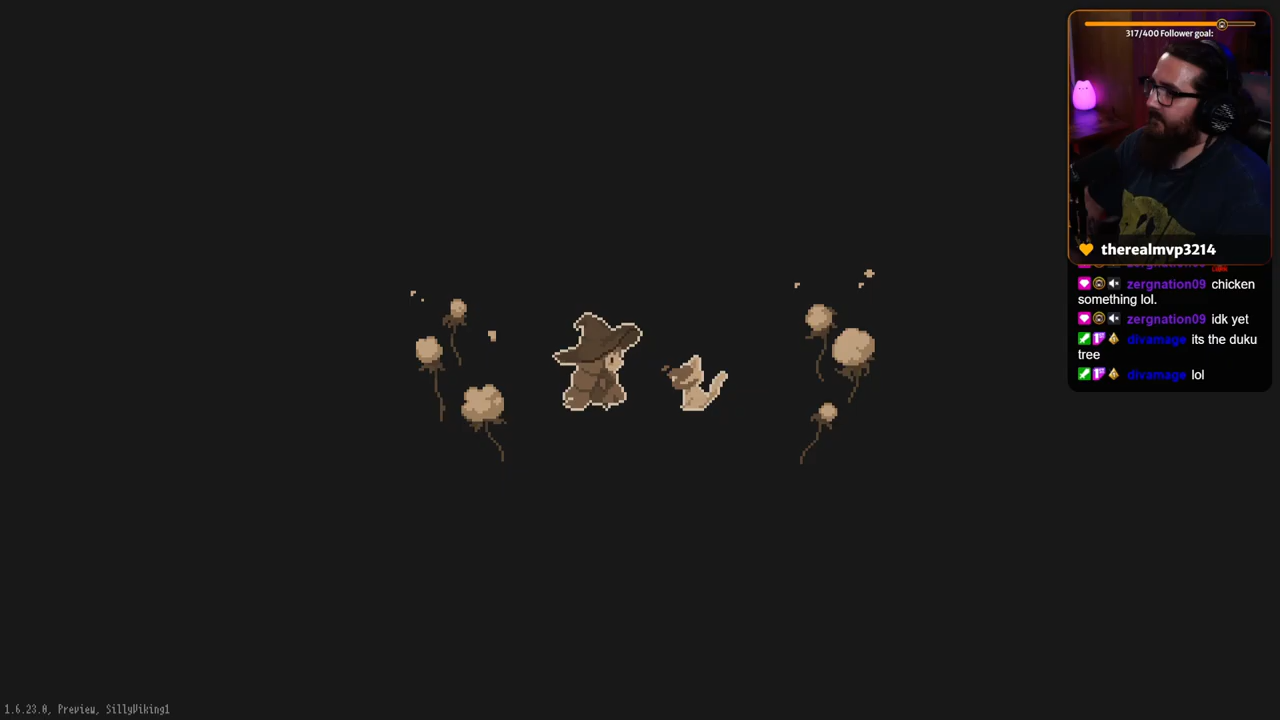 317/400 Follower goal:
therealmvp3214
zergnation09 chicken
something lol.
zergnation09 idk yet
divamage its the duku
tree
divamage lol
1.6.23.0, Preview, SillyViking1